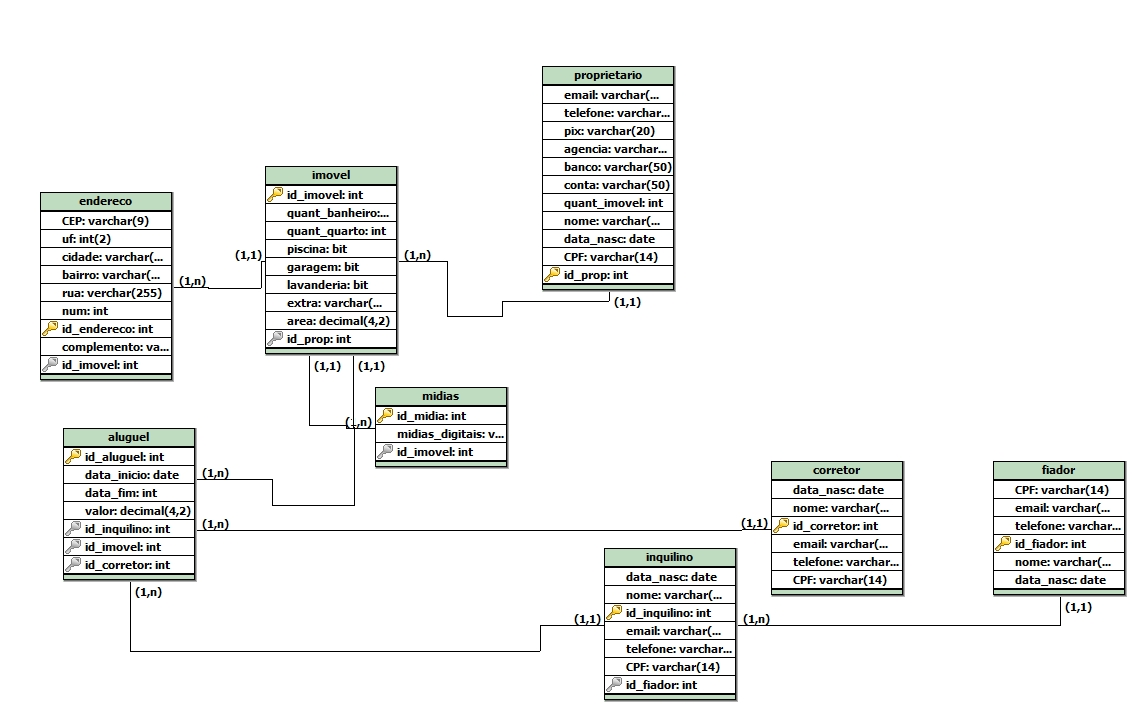 proprietario
email: varchar(...
telefone: varchar...
pix: varchar(20)
agencia: varchar...
banco: varchar(50)
conta: varchar(50)
quant_imovel: int
nome: varchar(...
data_nasc: date
CPF: varchar(14)
id_prop: int
(1,1)
imovel
id_imovel: int
quant_banheiro:...
quant_quarto: int
piscina: bit
garagem: bit
lavanderia: bit
extra: varchar(...
area: decimal(4,2)
id_prop: int
(1,1)
(1,n)
(1,1)
(1,1)
endereco
CEP: varchar(9)
uf: int(2)
cidade: varchar(...
bairro: varchar(...
rua: verchar(255)
num: int
id_endereco: int
complemento: va...
id_imovel: int
(1,n)
midias
id_midia: int
midias_digitais: v...
id_imovel: int
(1,n)
aluguel
id_aluguel: int
data_inicio: date
data_fim: int
valor: decimal(4,2)
id_inquilino: int
id_imovel: int
id_corretor: int
(1,n)
(1,n)
(1,n)
corretor
data_nasc: date
nome: varchar(...
id_corretor: int
email: varchar(...
telefone: varchar...
CPF: varchar(14)
(1,1)
fiador
CPF: varchar(14)
email: varchar(...
telefone: varchar...
id_fiador: int
nome: varchar(...
data_nasc: date
(1,1)
inquilino
data_nasc: date
nome: varchar(...
id_inquilino: int
email: varchar(...
telefone: varchar...
CPF: varchar(14)
id_fiador: int
(1,1)
(1,n)